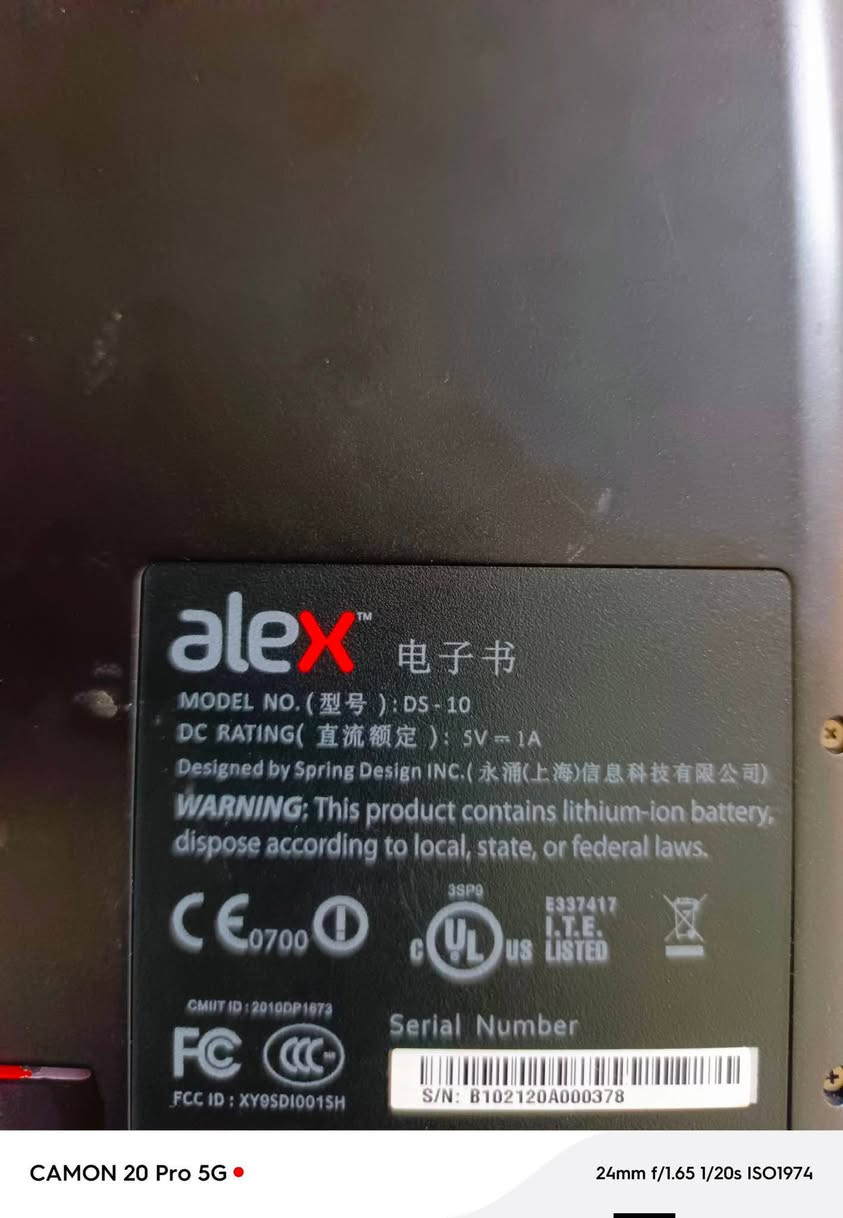 alex™ 电子书
MODEL NO. (型号 ): DS - 10
DC RATING( 直流额定 ): 5V ⎓ 1A
Designed by Spring Design INC.( 永涌(上海)信息科技有限公司)
WARNING: This product contains lithium-ion battery,
dispose according to local, state, or federal laws.
CE0700
3SP9
C UL US
E337417
I.T.E.
LISTED
CMIIT ID : 2010DP1673
FC CCC
FCC ID : XY9SDI001SH
Serial Number
S/N: B102120A000378
CAMON 20 Pro 5G
24mm f/1.65 1/20s ISO1974